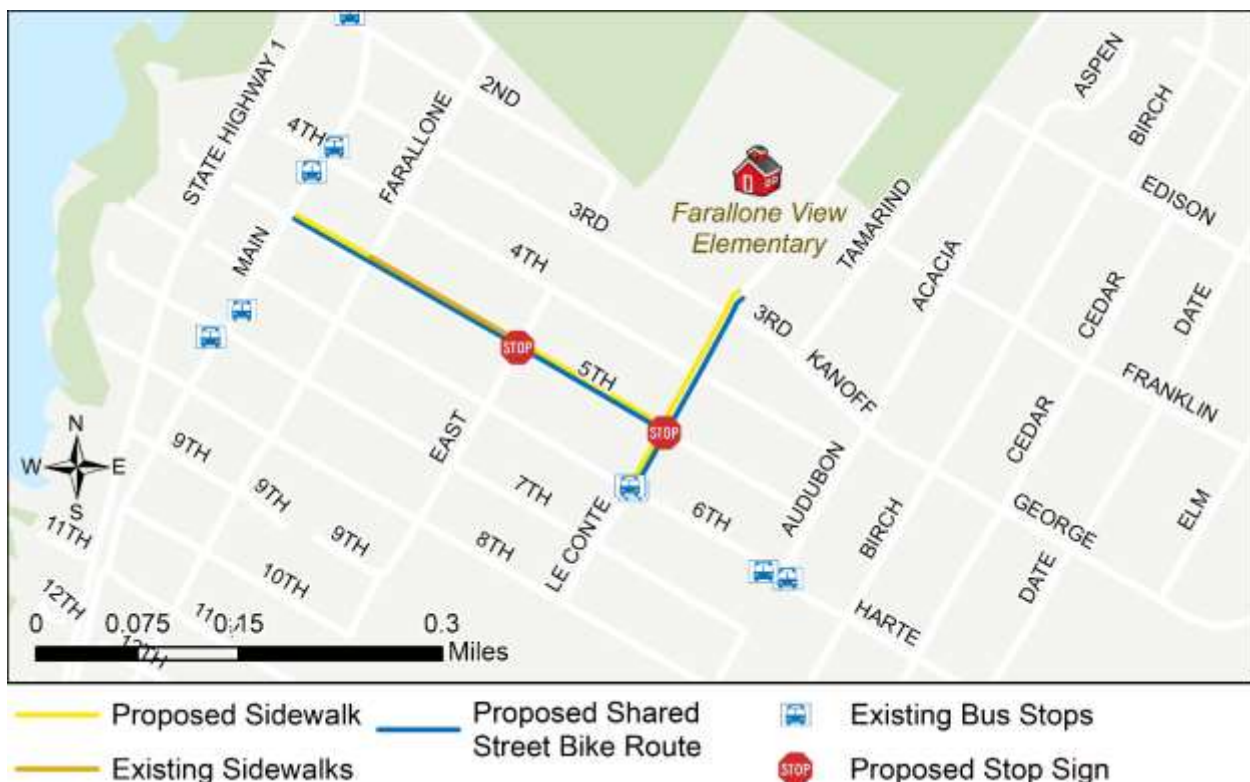 ASPEN
BIRCH
2ND
STATE HIGHWAY 1
4TH
FARALLONE
EDISON
3RD
Farallone View
Elementary
TAMARIND
MAIN
4TH
ACACIA
CEDAR
DATE
3RD
5TH
KANOFF
FRANKLIN
EAST
STOP
STOP
N
W
E
S
9TH
9TH
9TH
7TH
6TH
AUDUBON
CEDAR
GEORGE
ELM
11TH
8TH
LE CONTE
BIRCH
DATE
10TH
HARTE
12TH
0
0.075
0.15
0.3
Miles
12TH
Proposed Sidewalk
Existing Sidewalks
Proposed Shared
Street Bike Route
Existing Bus Stops
STOP
Proposed Stop Sign